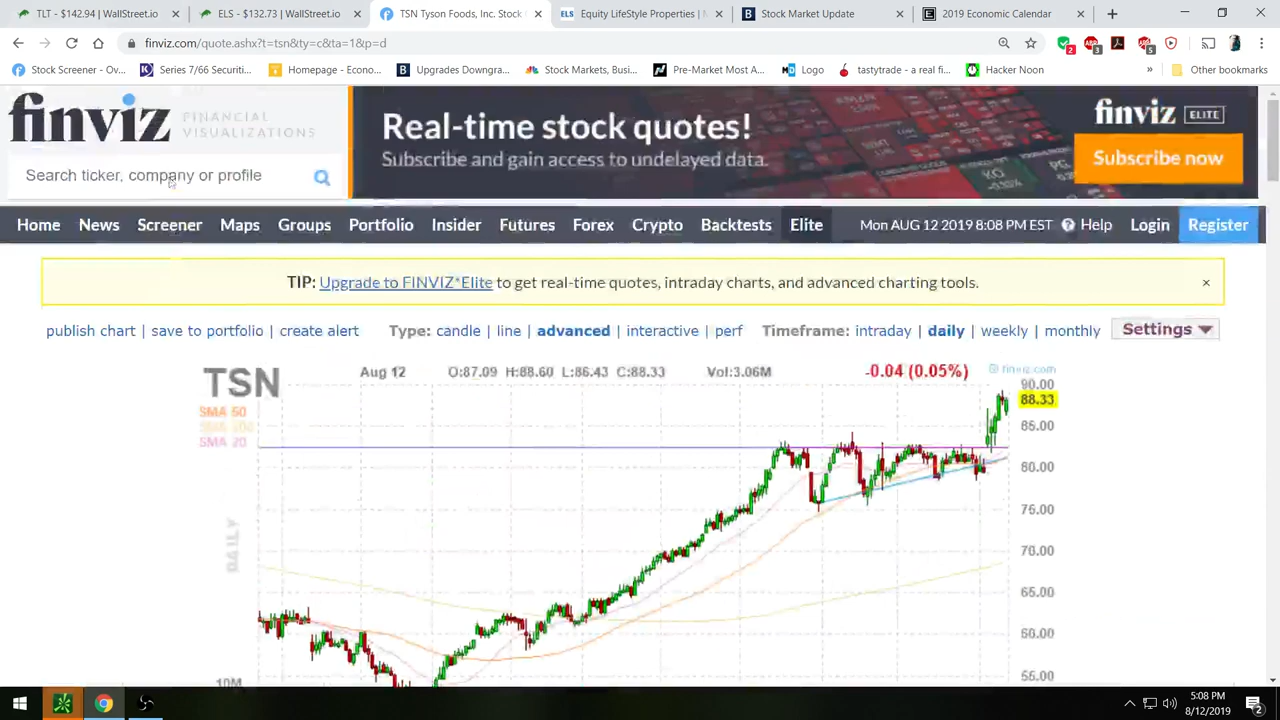 TLT - $142.94 | WallStreet.io
ELS - $132.73 | WallStreet.io
TSN Tyson Foods, Inc. Stock
Equity LifeStyle Properties | M
Stock Market Update
2019 Economic Calendar
finviz.com/quote.ashx?t=tsn&ty=c&ta=1&p=d
Stock Screener - Ov...
Series 7/66 Securiti...
Homepage - Econo...
Upgrades Downgra...
Stock Markets, Busi...
Pre-Market Most A...
Logo
tastytrade - a real fi...
Hacker Noon
»
Other bookmarks
finviz
FINANCIAL
VISUALIZATIONS
Real-time stock quotes!
Subscribe and gain access to undelayed data.
finviz ELITE
Subscribe now
KO
PG
Search ticker, company or profile
Home
News
Screener
Maps
Groups
Portfolio
Insider
Futures
Forex
Crypto
Backtests
Elite
Mon AUG 12 2019 8:08 PM EST
Help
Login
Register
TIP: Upgrade to FINVIZ*Elite to get real-time quotes, intraday charts, and advanced charting tools.
publish chart | save to portfolio | create alert
Type: candle | line | advanced | interactive | perf
Timeframe: intraday | daily | weekly | monthly
Settings
TSN
Aug 12
O:87.09
H:88.60
L:86.43
C:88.33
Vol:3.06M
-0.04 (0.05%)
© finviz.com
SMA 50
SMA 200
SMA 20
90.00
88.33
85.00
80.00
75.00
70.00
65.00
60.00
55.00
DAILY
10M
5:08 PM
8/12/2019